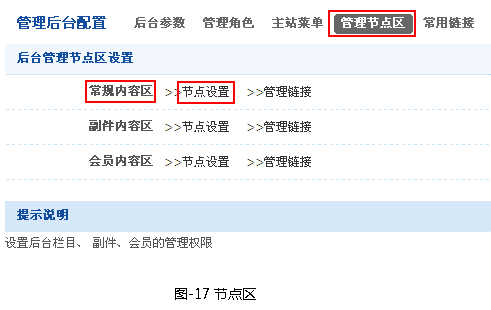 管理后台配置 后台参数 管理角色 主站菜单 管理节点区 常用链接
后台管理节点区设置
常规内容区 >>节点设置 >>管理链接
副件内容区 >>节点设置 >>管理链接
会员内容区 >>节点设置 >>管理链接
提示说明
设置后台栏目、 副件、会员的管理权限
图-17 节点区